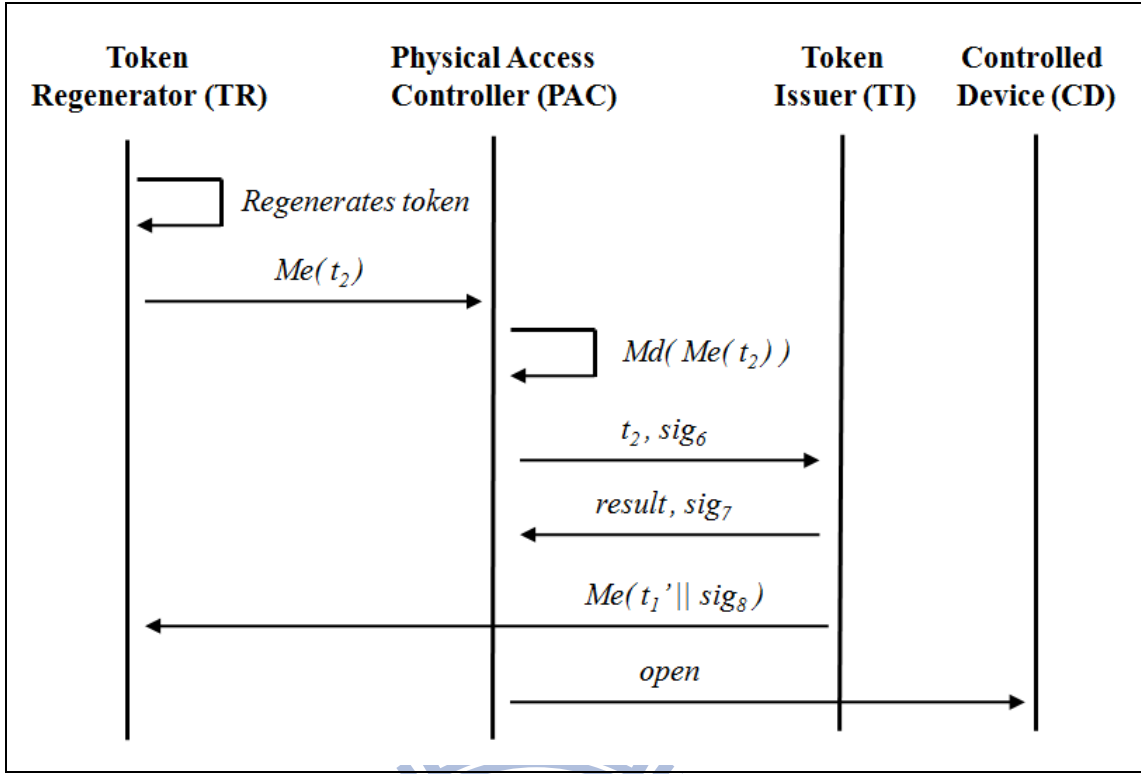 Token
Regenerator (TR)
Physical Access
Controller (PAC)
Token
Issuer (TI)
Controlled
Device (CD)
Regenerates token
Me( t₂)
Md( Me( t₂) )
t₂, sig₆
result, sig₇
Me( t₁’ || sig₈)
open